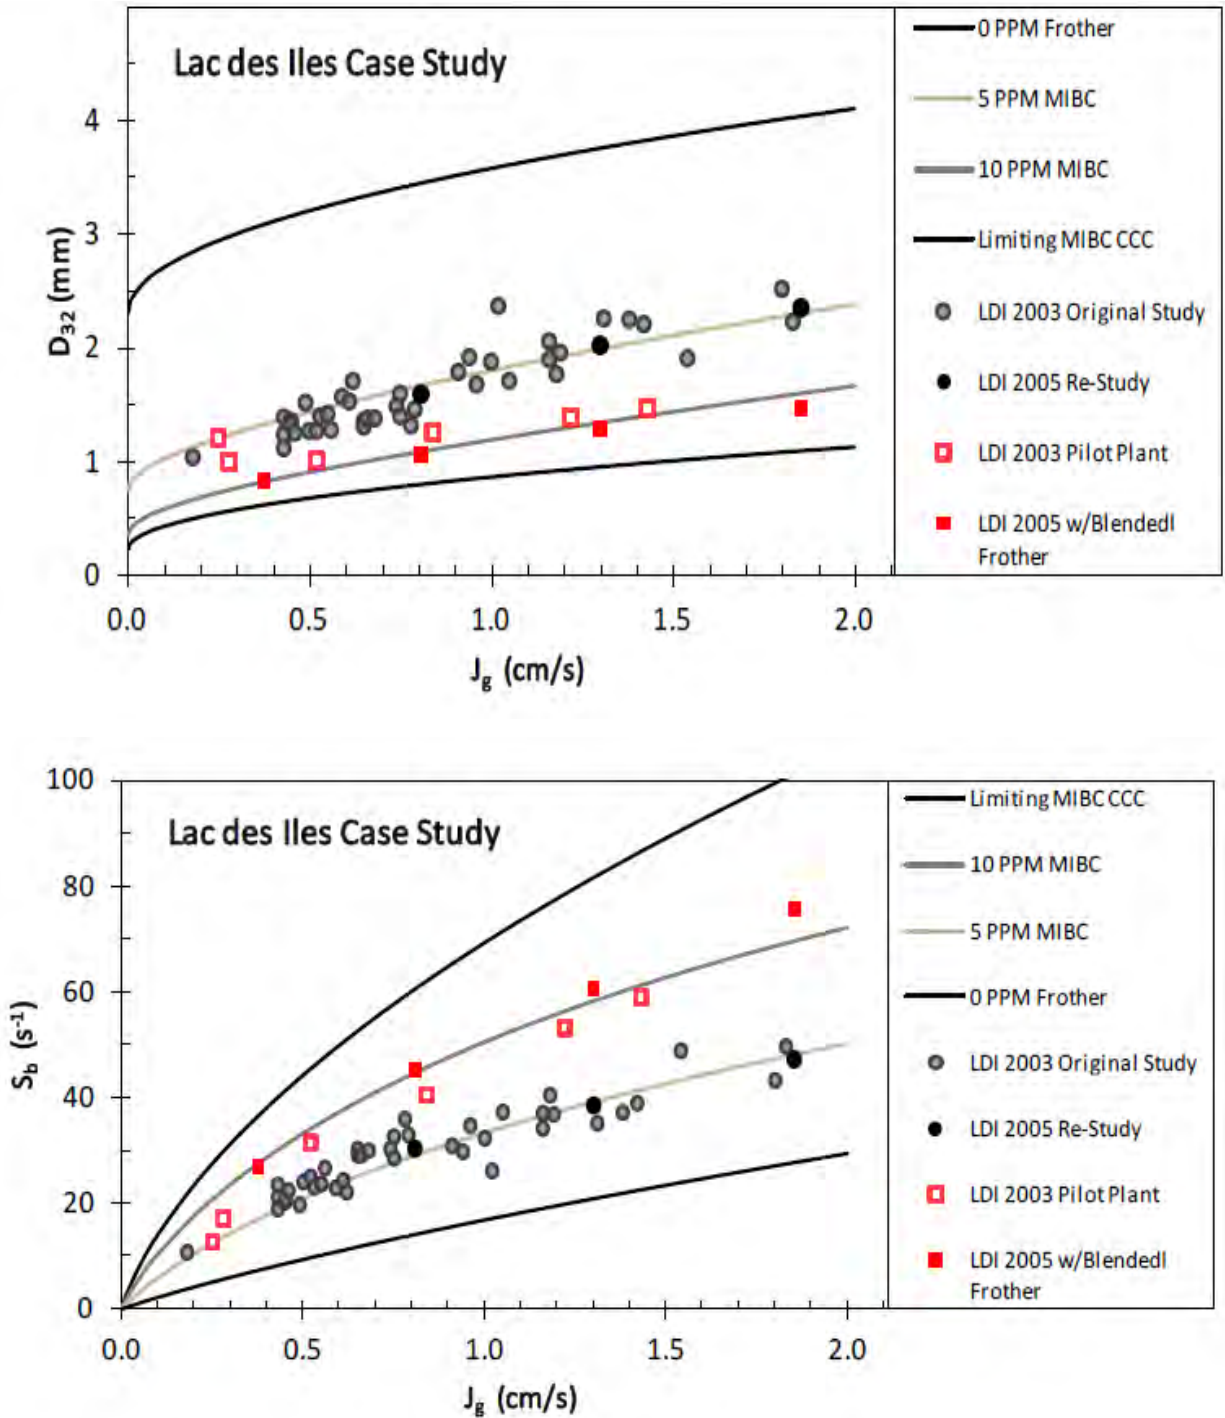 Lac des Iles Case Study
D32 (mm)
4
3
2
1
0
0.0 0.5 1.0 1.5 2.0
Jg (cm/s)
0 PPM Frother
5 PPM MIBC
10 PPM MIBC
Limiting MIBC CCC
LDI 2003 Original Study
LDI 2005 Re-Study
LDI 2003 Pilot Plant
LDI 2005 w/Blendedl
Frother
Lac des Iles Case Study
Sb (s-1)
100
80
60
40
20
0
0.0 0.5 1.0 1.5 2.0
Jg (cm/s)
Limiting MIBC CCC
10 PPM MIBC
5 PPM MIBC
0 PPM Frother
LDI 2003 Original Study
LDI 2005 Re-Study
LDI 2003 Pilot Plant
LDI 2005 w/Blendedl
Frother